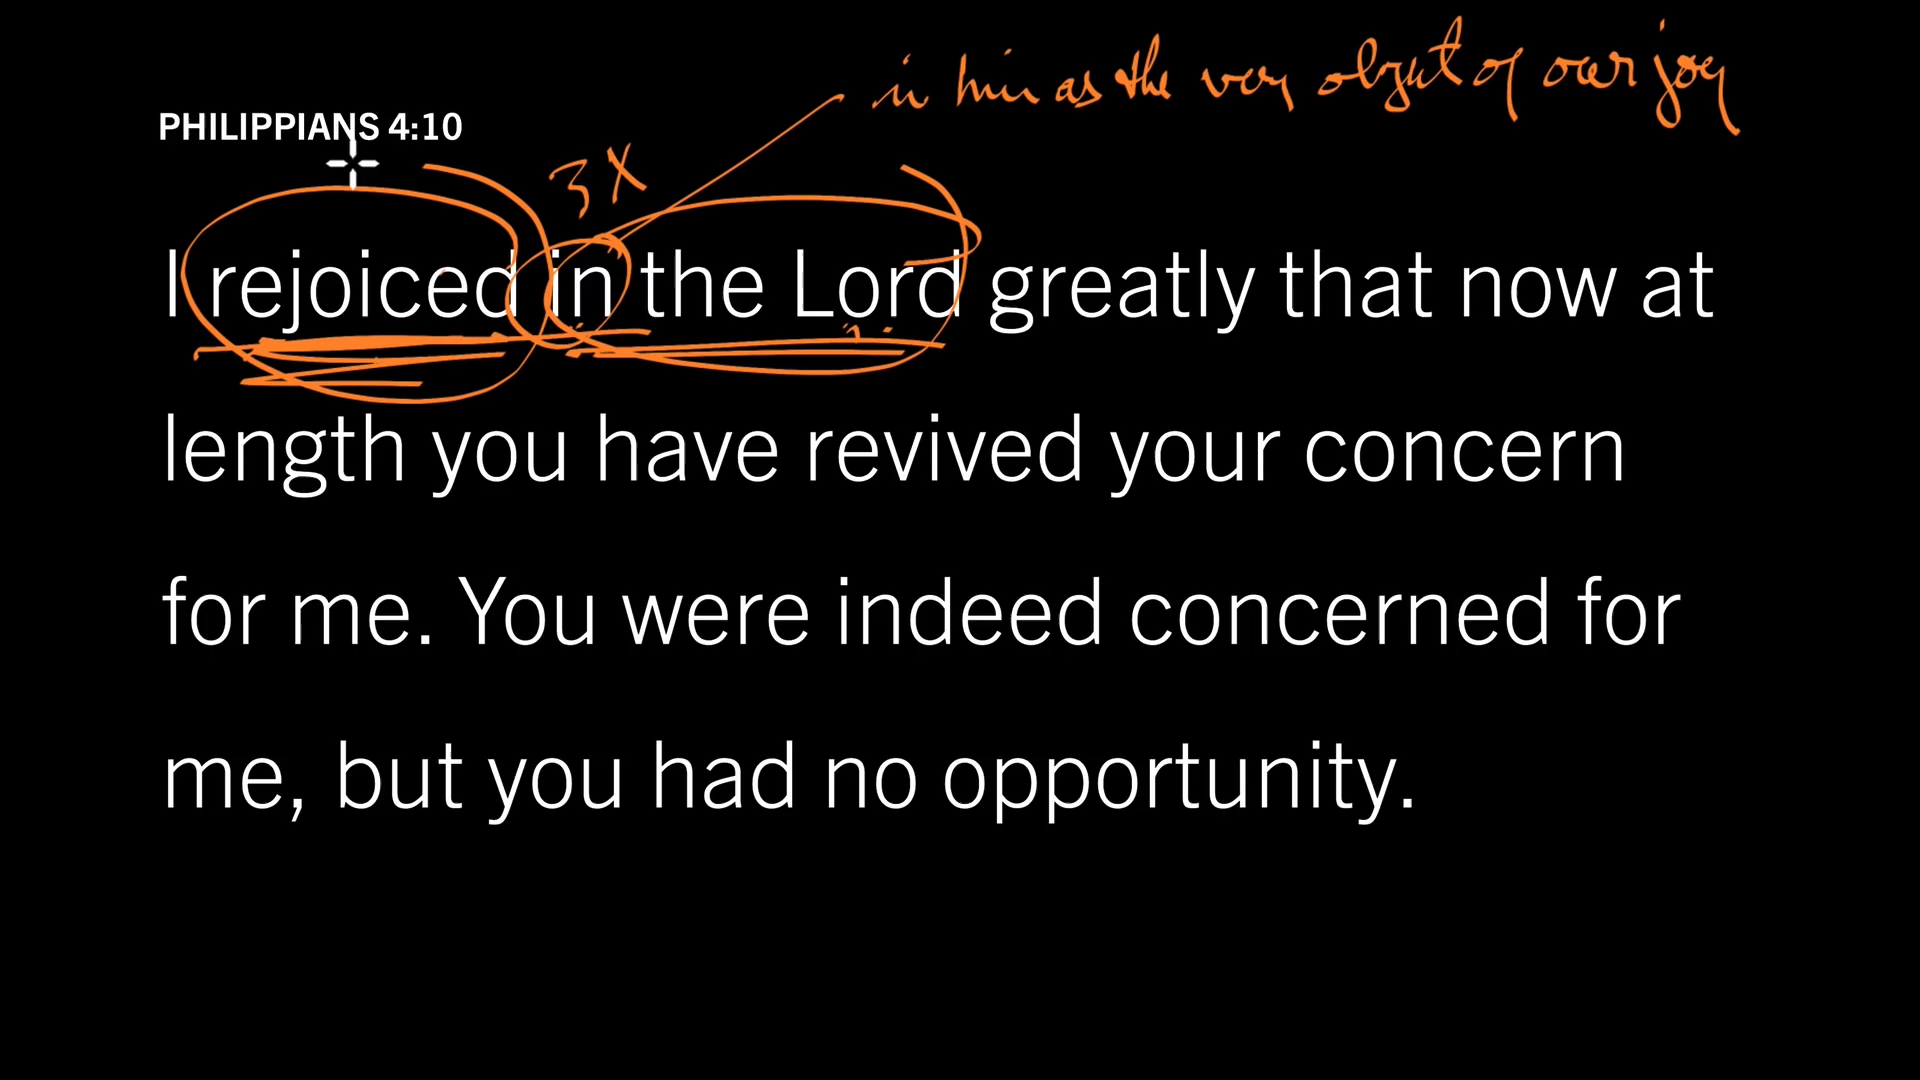 in him as the very object of our joy
PHILIPPIANS 4:10
3X
I rejoiced in the Lord greatly that now at
length you have revived your concern
for me. You were indeed concerned for
me, but you had no opportunity.